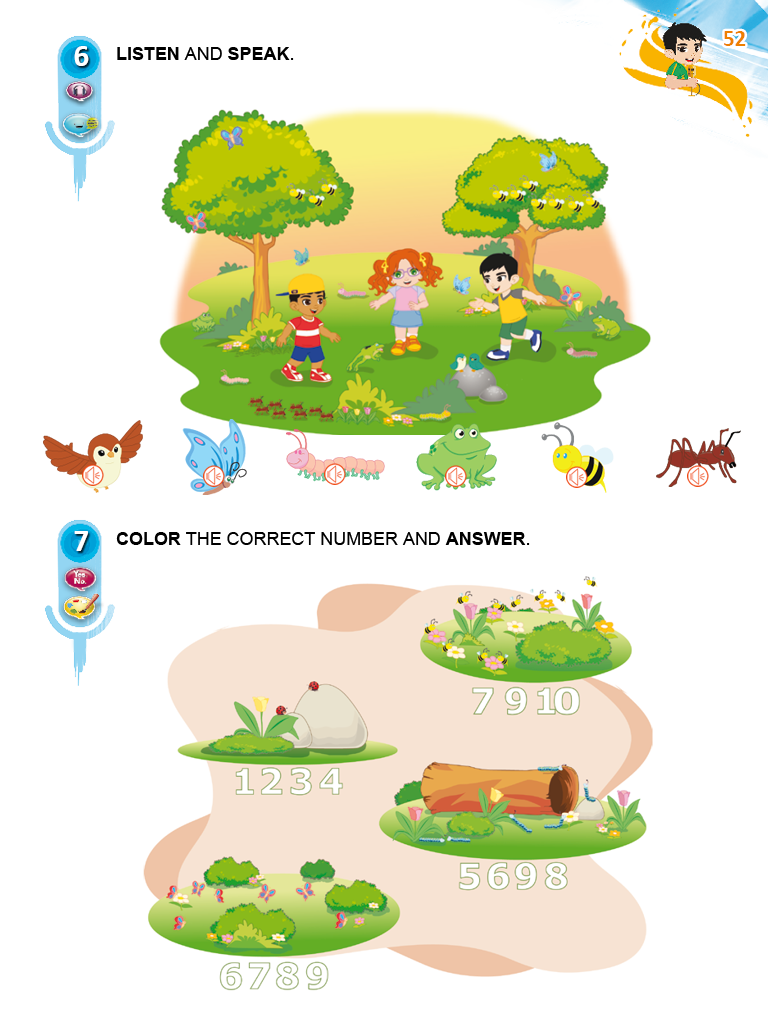 52
6
LISTEN AND SPEAK.
7
COLOR THE CORRECT NUMBER AND ANSWER.
Yes
No.
7 9 10
1 2 3 4
5 6 9 8
6 7 8 9